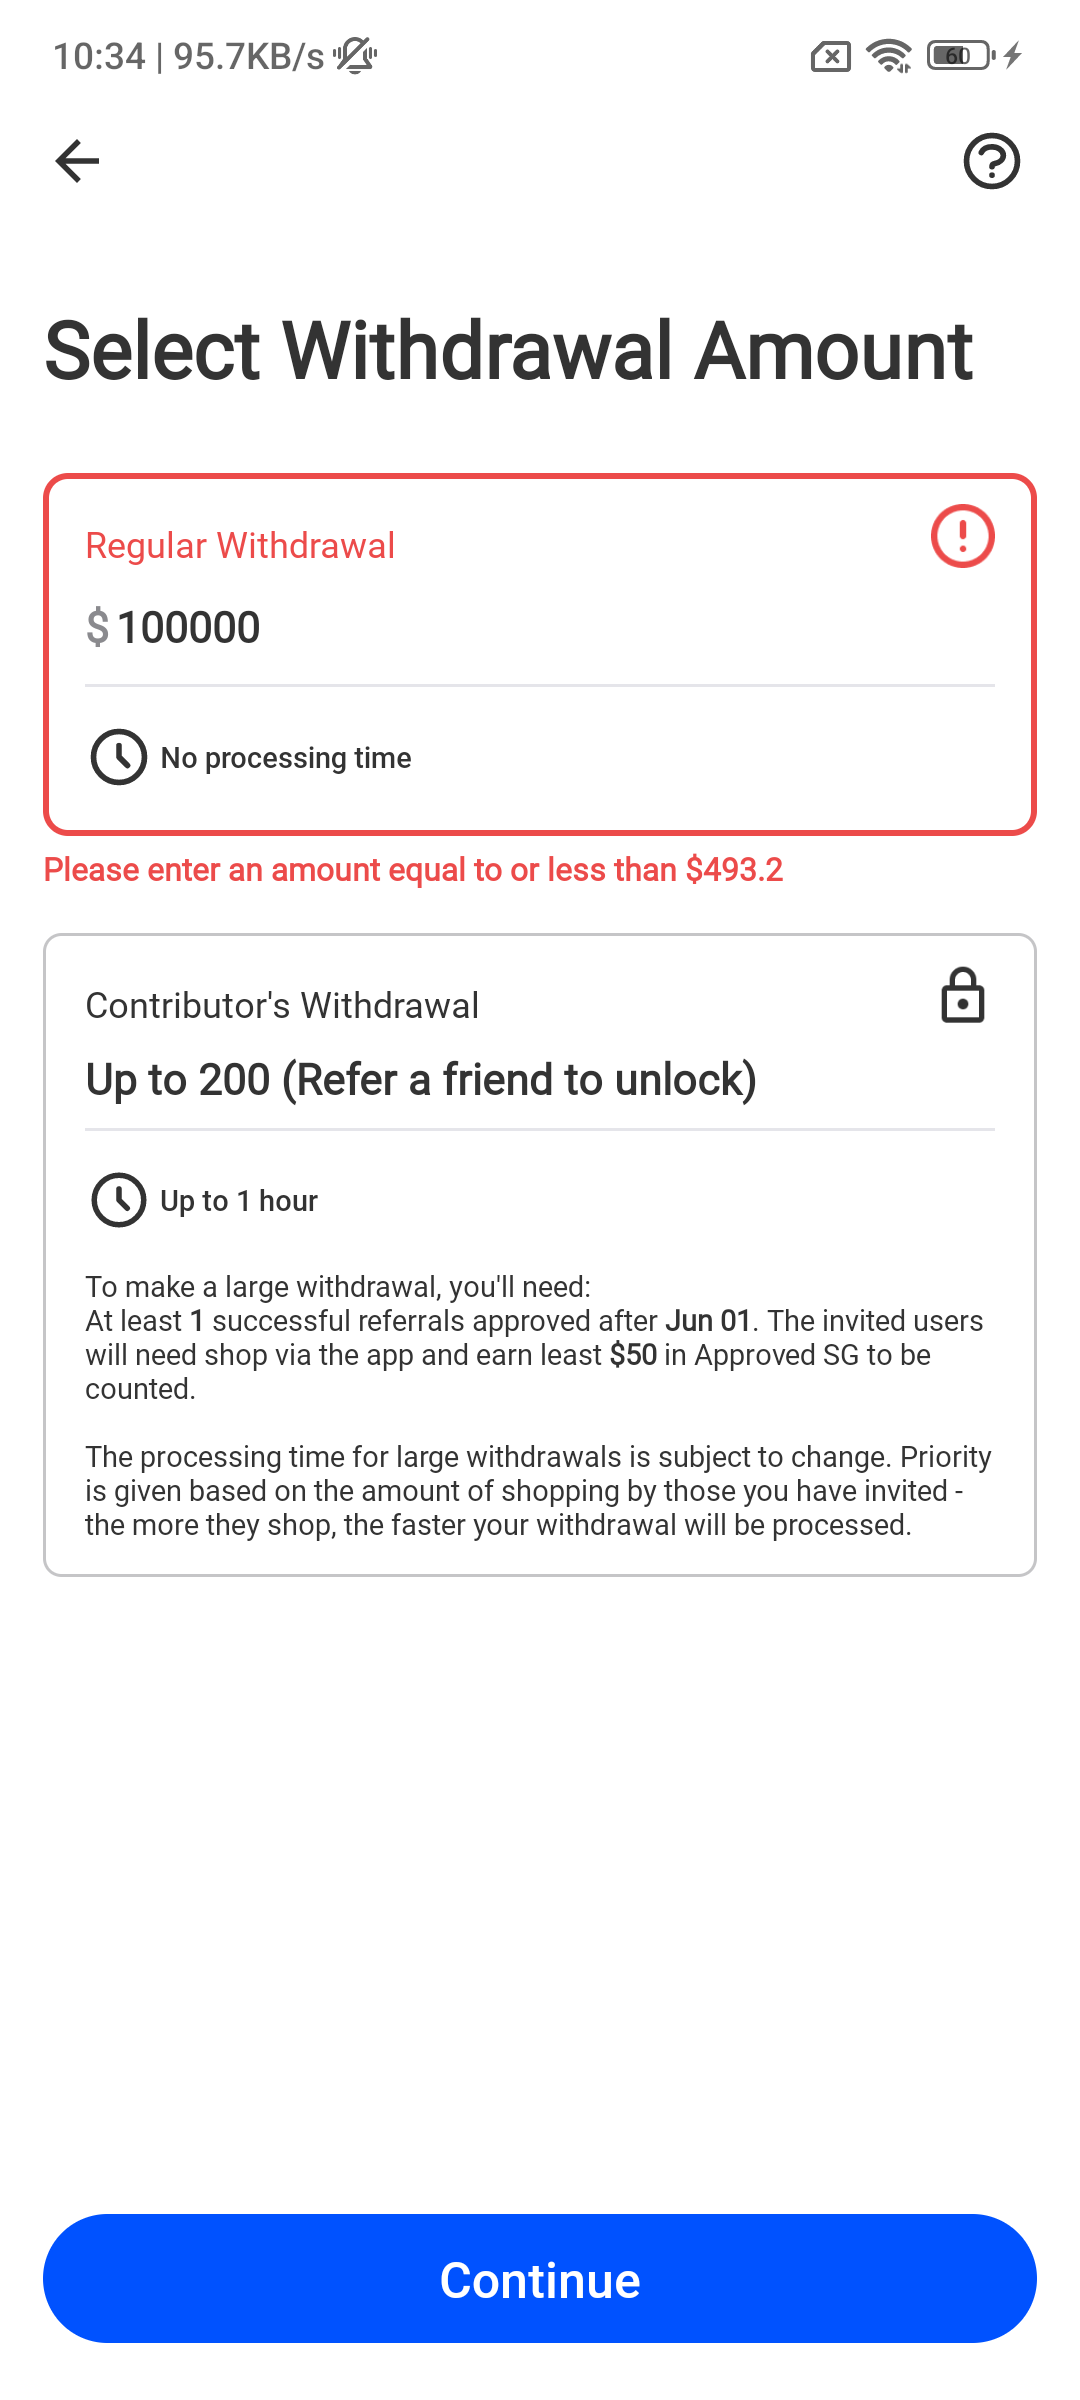 10:34 | 95.7KB/s
60
Select Withdrawal Amount
Regular Withdrawal
$ 100000
No processing time
Please enter an amount equal to or less than $493.2
Contributor's Withdrawal
Up to 200 (Refer a friend to unlock)
Up to 1 hour
To make a large withdrawal, you'll need:
At least 1 successful referrals approved after Jun 01. The invited users
will need shop via the app and earn least $50 in Approved SG to be
counted.
The processing time for large withdrawals is subject to change. Priority
is given based on the amount of shopping by those you have invited -
the more they shop, the faster your withdrawal will be processed.
Continue